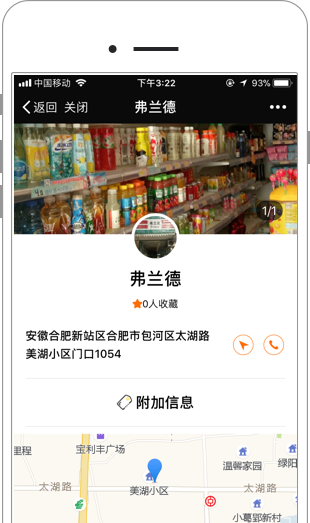 中国移动 下午3:22 93%
返回 关闭 弗兰德
1/1
弗兰德
0人收藏
安徽合肥新站区合肥市包河区太湖路
美湖小区门口1054
附加信息
里程 宝利丰广场 绿阳
温馨家园
太湖路 美湖小区 太湖路
小葛郢新村